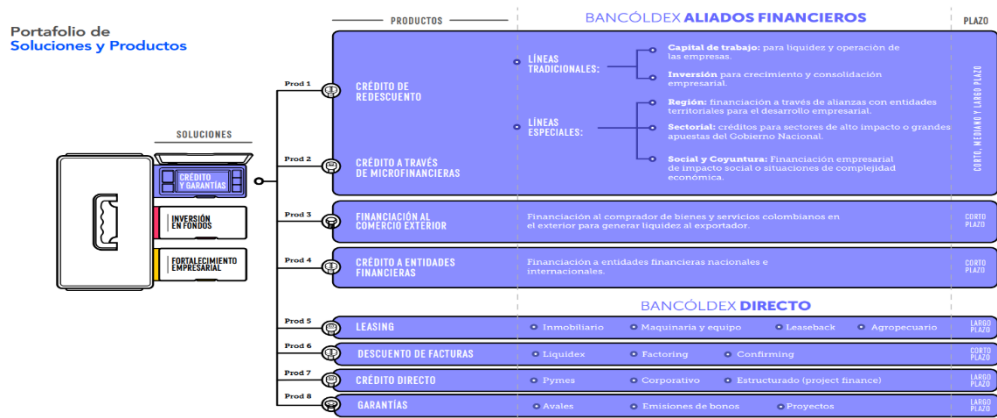 Portafolio de
Soluciones y Productos
SOLUCIONES
CRÉDITO
Y GARANTÍAS
INVERSIÓN
EN FONDOS
FORTALECIMIENTO
EMPRESARIAL
PRODUCTOS
BANCÓLDEX ALIADOS FINANCIEROS
PLAZO
Prod 1
CRÉDITO DE
REDESCUENTO
Prod 2
CRÉDITO A TRAVÉS
DE MICROFINANCIERAS
LÍNEAS
TRADICIONALES:
Capital de trabajo: para liquidez y operación de
las empresas.
Inversión para crecimiento y consolidación
empresarial.
LÍNEAS
ESPECIALES:
Región: financiación a través de alianzas con entidades
territoriales para el desarrollo empresarial.
Sectorial: créditos para sectores de alto impacto o grandes
apuestas del Gobierno Nacional.
Social y Coyuntura: Financiación empresarial
de impacto social o situaciones de complejidad
económica.
CORTO, MEDIANO Y LARGO PLAZO
Prod 3
FINANCIACIÓN AL
COMERCIO EXTERIOR
Financiación al comprador de bienes y servicios colombianos en
el exterior para generar liquidez al exportador.
CORTO
PLAZO
Prod 4
CRÉDITO A ENTIDADES
FINANCIERAS
Financiación a entidades financieras nacionales e
internacionales.
CORTO
PLAZO
BANCÓLDEX DIRECTO
Prod 5
LEASING
Inmobiliario Maquinaria y equipo Leaseback Agropecuario
LARGO
PLAZO
Prod 6
DESCUENTO DE FACTURAS
Liquidex Factoring Confirming
CORTO
PLAZO
Prod 7
CRÉDITO DIRECTO
Pymes Corporativo Estructurado (project finance)
LARGO
PLAZO
Prod 8
GARANTÍAS
Avales Emisiones de bonos Proyectos
LARGO
PLAZO